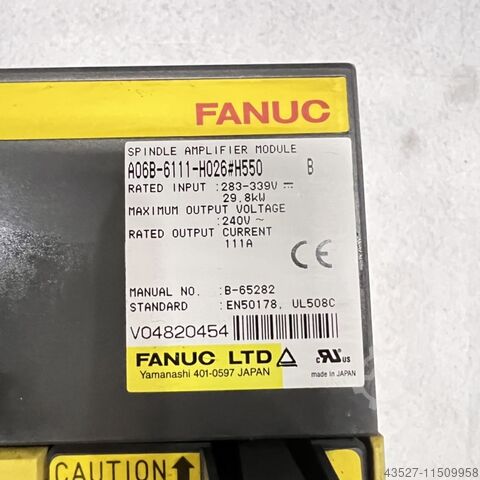 FANUC
SPINDLE AMPLIFIER MODULE
A06B-6111-H026#H550 B
RATED INPUT :283-339V ⎓
29.8kW
MAXIMUM OUTPUT VOLTAGE
:240V ~
RATED OUTPUT CURRENT
111A
CE
MANUAL NO. :B-65282
STANDARD :EN50178, UL508C
V04820454
FANUC LTD
Yamanashi 401-0597 JAPAN
c RU US
made in JAPAN
CAUTION
43527-11509958